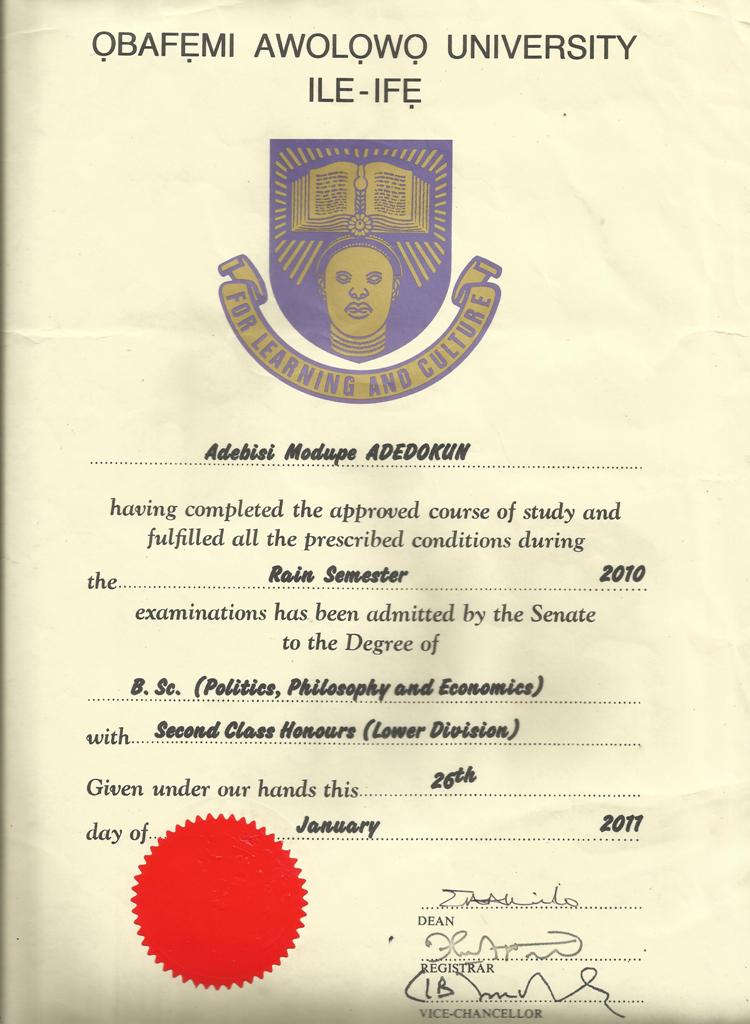 ỌBAFẸMI AWOLỌWỌ UNIVERSITY
ILE-IFẸ
FOR LEARNING AND CULTURE
Adebisi Modupe ADEDOKUN
having completed the approved course of study and
fulfilled all the prescribed conditions during
the Rain Semester 2010
examinations has been admitted by the Senate
to the Degree of
B. Sc. (Politics, Philosophy and Economics)
with Second Class Honours (Lower Division)
Given under our hands this 26th
day of January 2011
DEAN
REGISTRAR
VICE-CHANCELLOR